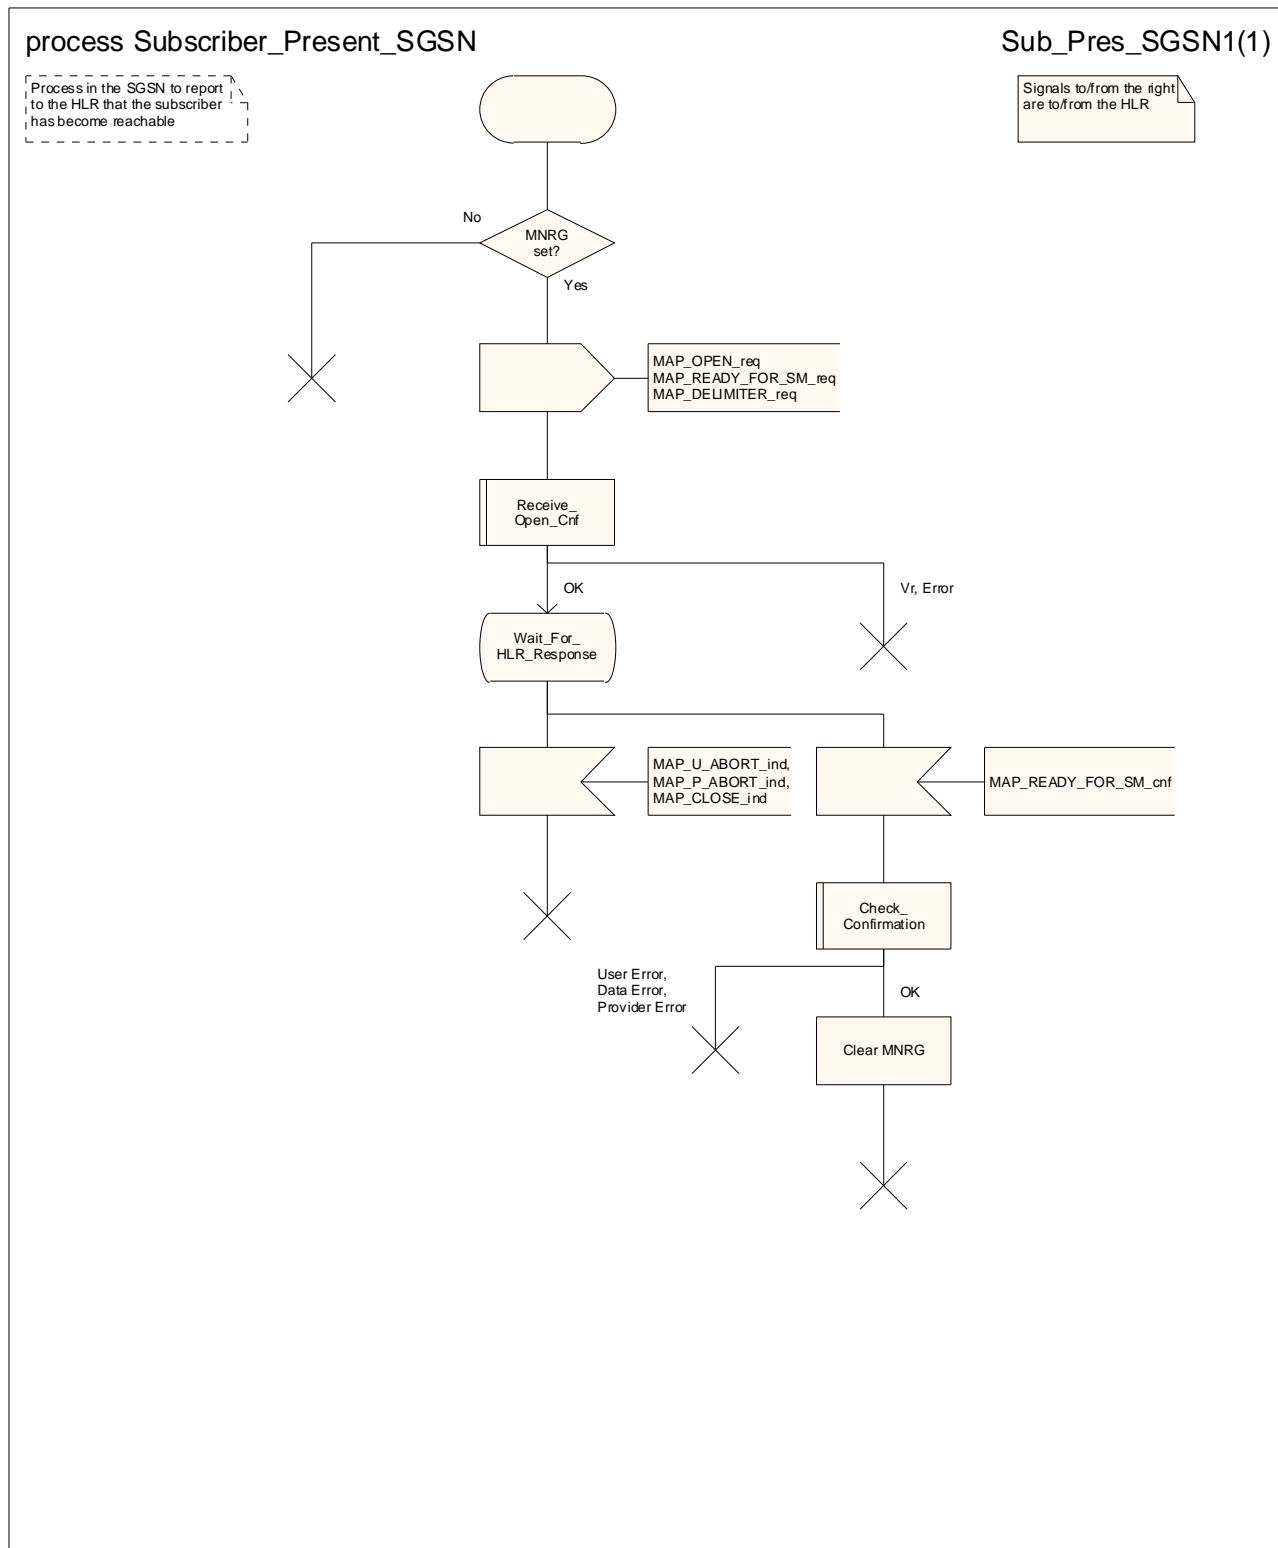 process Subscriber_Present_SGSN
Sub_Pres_SGSN1(1)
Process in the SGSN to report
to the HLR that the subscriber
has become reachable
Signals to/from the right
are to/from the HLR
No
MNRG
set?
Yes
MAP_OPEN_req
MAP_READY_FOR_SM_req
MAP_DELIMITER_req
Receive_
Open_Cnf
OK
Vr, Error
Wait_For_
HLR_Response
MAP_U_ABORT_ind,
MAP_P_ABORT_ind,
MAP_CLOSE_ind
MAP_READY_FOR_SM_cnf
Check_
Confirmation
User Error,
Data Error,
Provider Error
OK
Clear MNRG